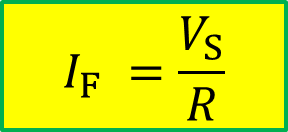 I_F = V_S / R